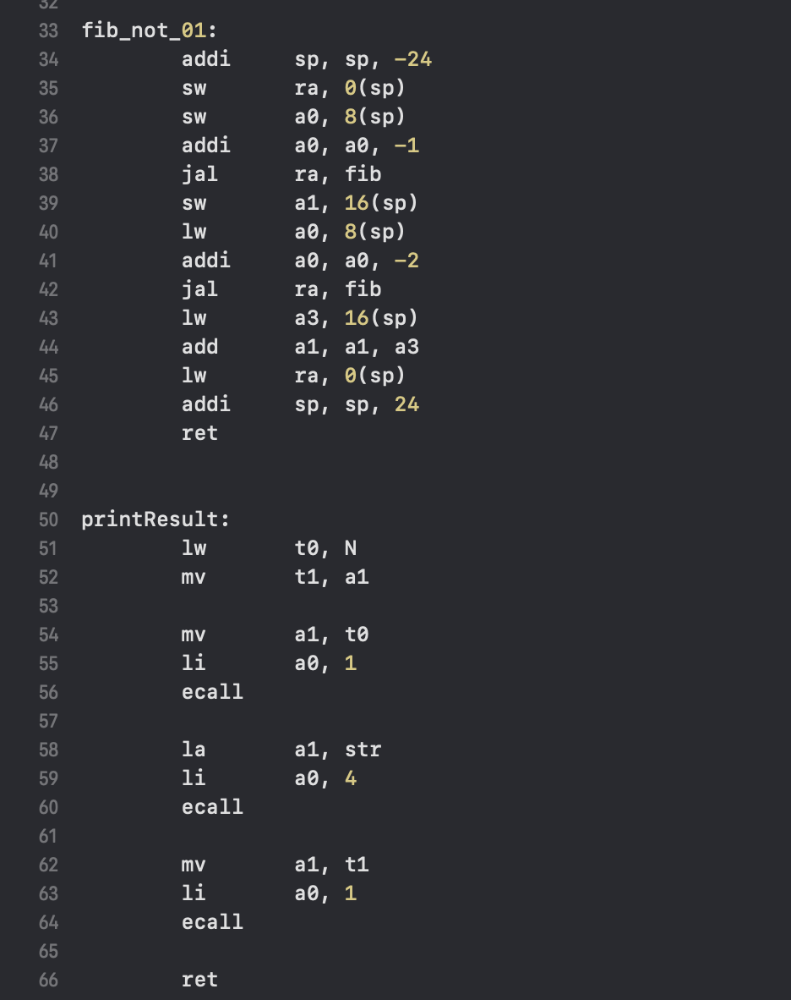 32
33 fib_not_01:
34 addi sp, sp, -24
35 sw ra, 0(sp)
36 sw a0, 8(sp)
37 addi a0, a0, -1
38 jal ra, fib
39 sw a1, 16(sp)
40 lw a0, 8(sp)
41 addi a0, a0, -2
42 jal ra, fib
43 lw a3, 16(sp)
44 add a1, a1, a3
45 lw ra, 0(sp)
46 addi sp, sp, 24
47 ret
48
49
50 printResult:
51 lw t0, N
52 mv t1, a1
53
54 mv a1, t0
55 li a0, 1
56 ecall
57
58 la a1, str
59 li a0, 4
60 ecall
61
62 mv a1, t1
63 li a0, 1
64 ecall
65
66 ret